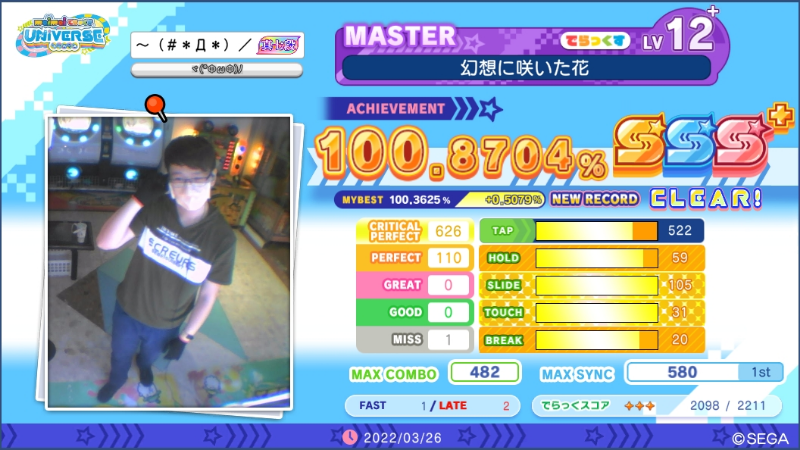 maimai でらっくす
UNiVERSE
～（＃＊Д＊）／
MASTER でらっくす LV 12+
幻想に咲いた花
ACHIEVEMENT
100.8704% SSS+
MYBEST 100,3625% +0.5079% NEW RECORD CLEAR!
CRITICAL PERFECT 626 TAP 522
PERFECT 110 HOLD 59
GREAT 0 SLIDE 105
GOOD 0 TOUCH 31
MISS 1 BREAK 20
SCREURS
MAX COMBO 482 MAX SYNC 580 1st
FAST 1/LATE 2 でらっくスコア 2098 / 2211
2022/03/26
©SEGA